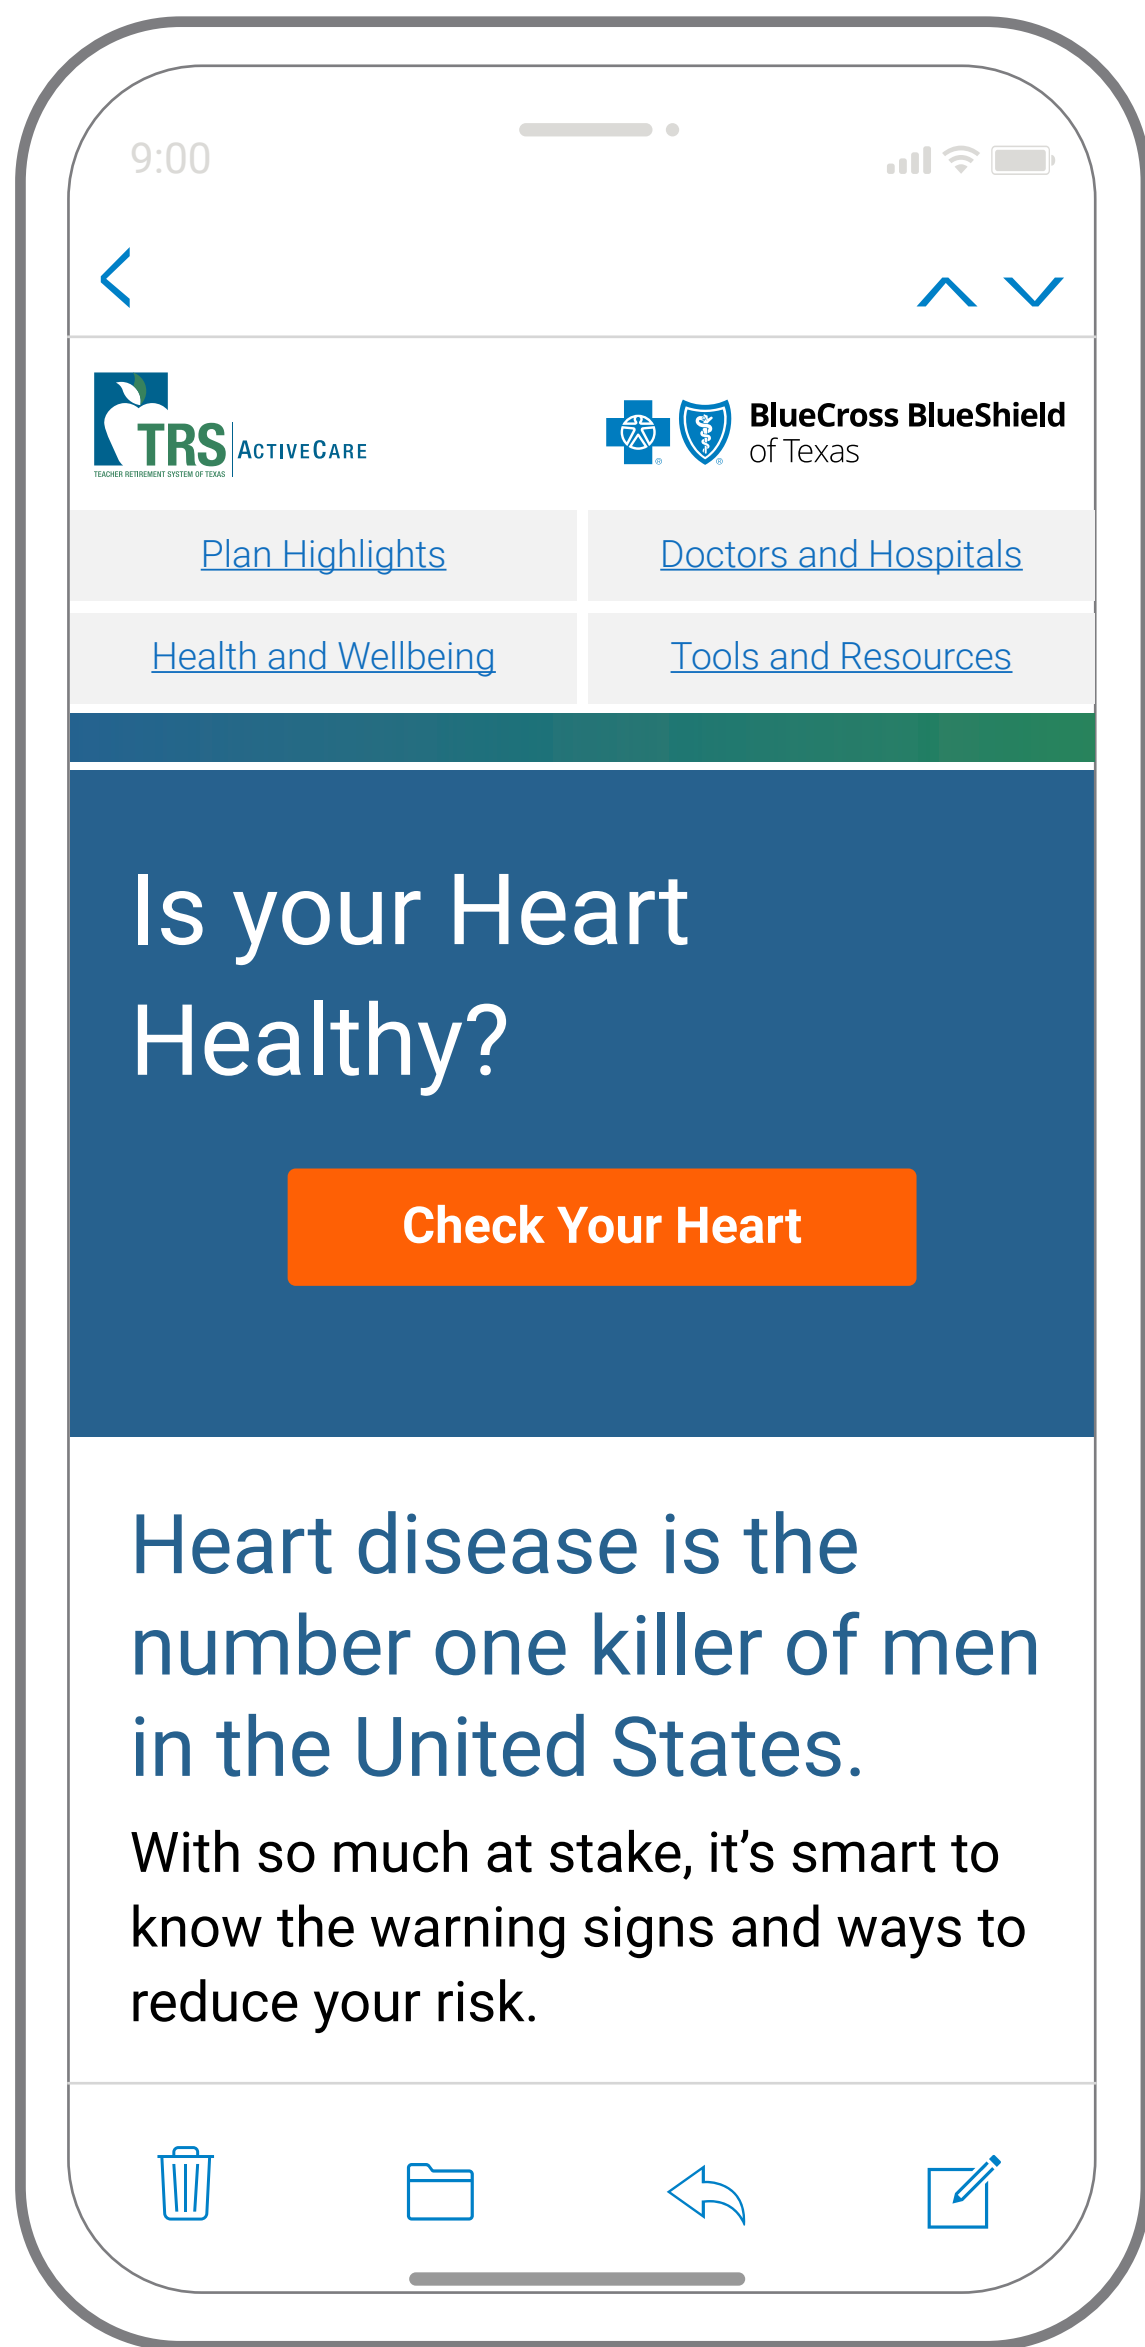 9:00
TRS ACTIVECARE
TEACHER RETIREMENT SYSTEM OF TEXAS
BlueCross BlueShield
of Texas
Plan Highlights
Doctors and Hospitals
Health and Wellbeing
Tools and Resources
Is your Heart
Healthy?
Check Your Heart
Heart disease is the
number one killer of men
in the United States.
With so much at stake, it’s smart to
know the warning signs and ways to
reduce your risk.